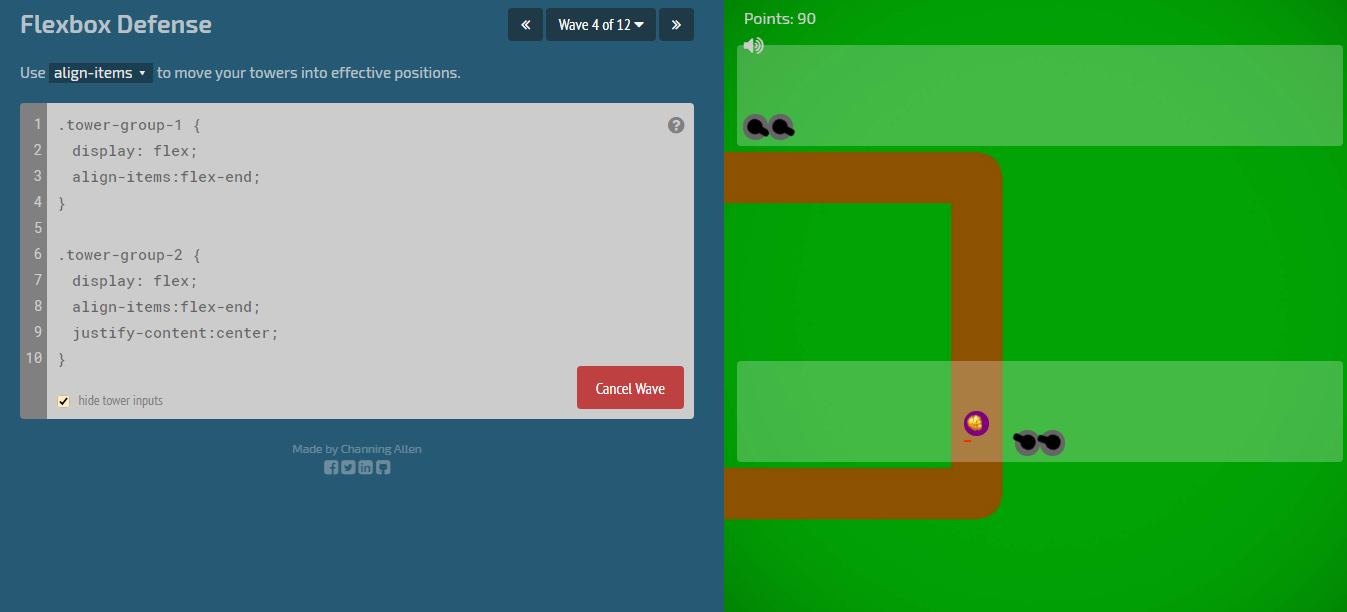 Flexbox Defense
«
Wave 4 of 12
»
Use align-items to move your towers into effective positions.
1 .tower-group-1 {
2 display: flex;
3 align-items:flex-end;
4 }
5
6 .tower-group-2 {
7 display: flex;
8 align-items:flex-end;
9 justify-content:center;
10 }
?
hide tower inputs
Cancel Wave
Made by Channing Allen
Points: 90